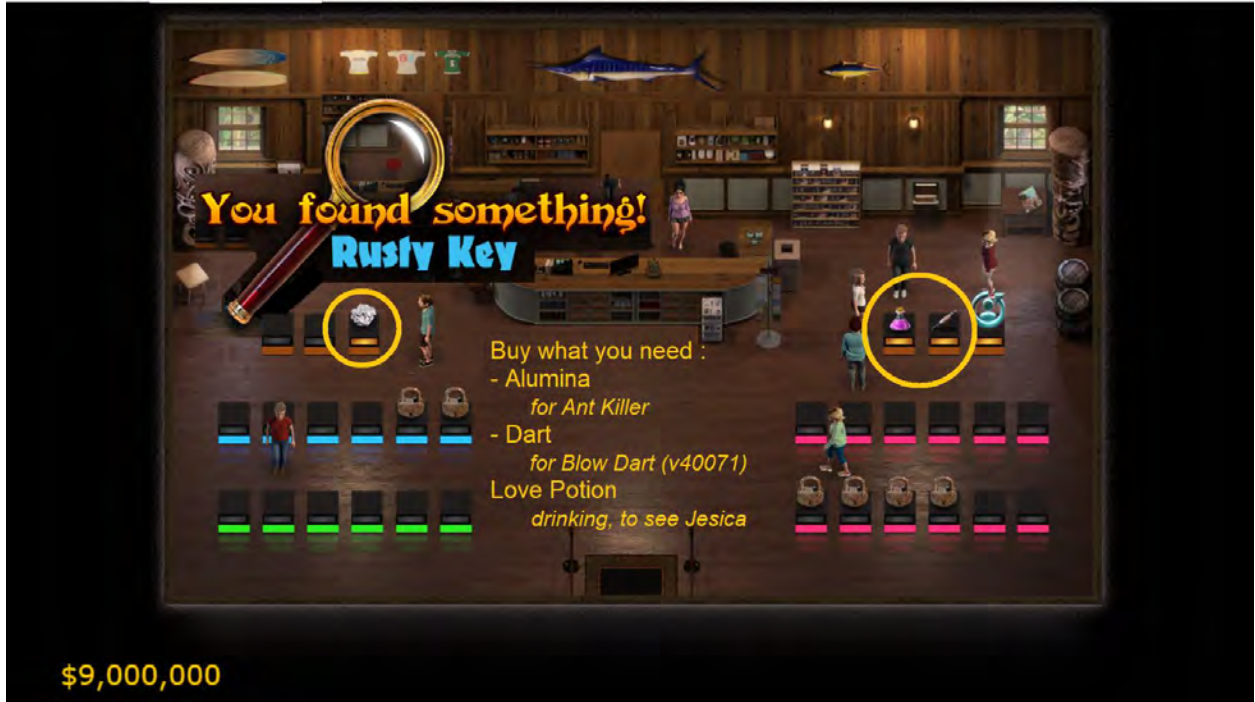 You found something!
Rusty Key
Buy what you need :
- Alumina
for Ant Killer
- Dart
for Blow Dart (v40071)
Love Potion
drinking, to see Jesica
$9,000,000